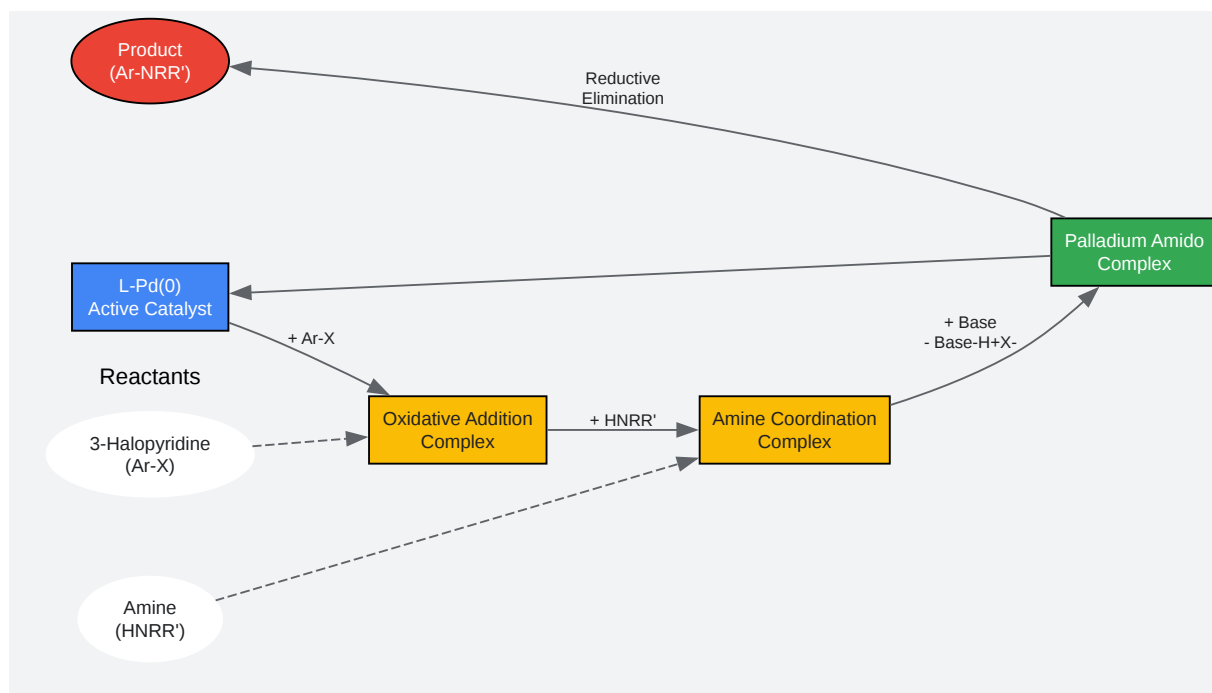 Product
(Ar-NRR')
Reductive
Elimination
Palladium Amido
Complex
L-Pd(0)
Active Catalyst
+ Ar-X
+ Base
- Base-H+X-
Reactants
Oxidative Addition
Complex
+ HNRR'
Amine Coordination
Complex
3-Halopyridine
(Ar-X)
Amine
(HNRR')